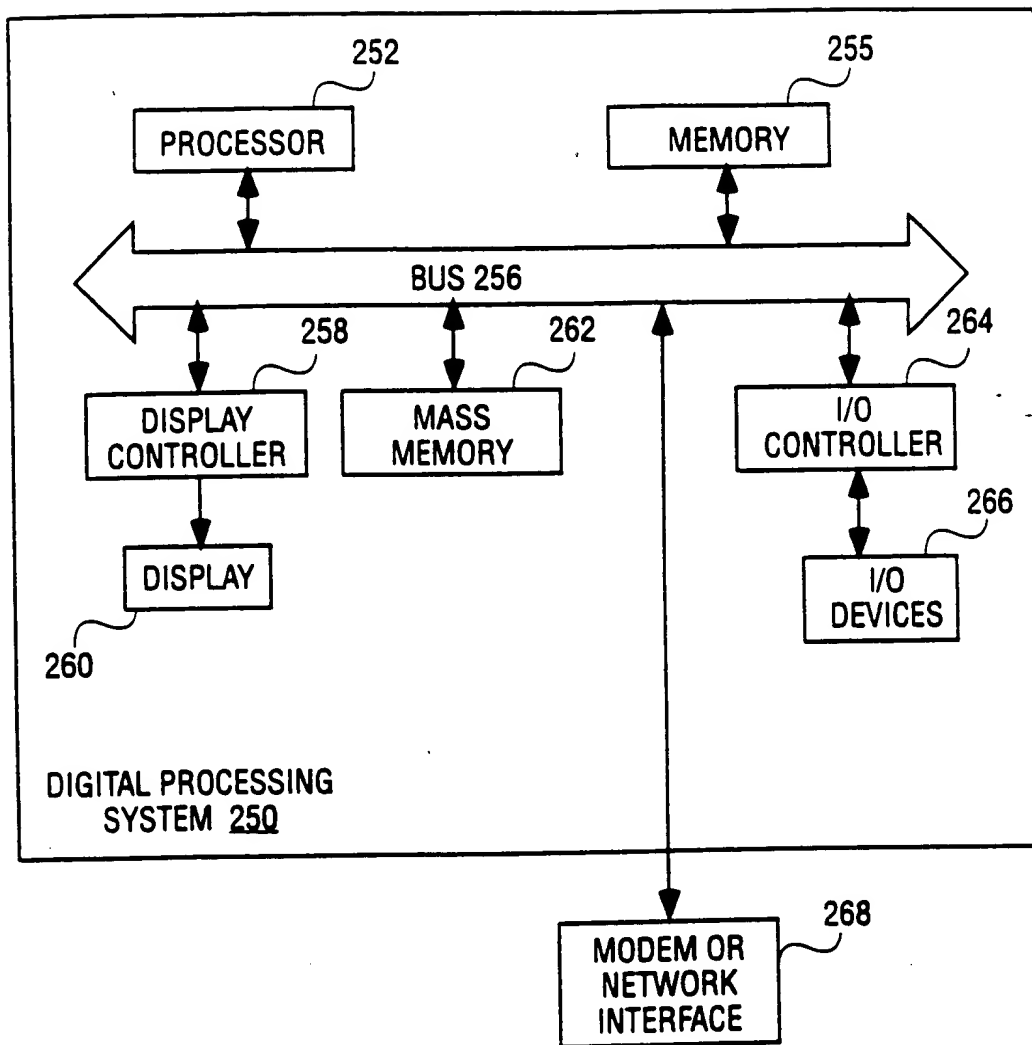 252
255
PROCESSOR
MEMORY
BUS 256
258
262
264
DISPLAY
CONTROLLER
MASS
MEMORY
I/O
CONTROLLER
266
DISPLAY
I/O
DEVICES
260
DIGITAL PROCESSING
SYSTEM 250
268
MODEM OR
NETWORK
INTERFACE